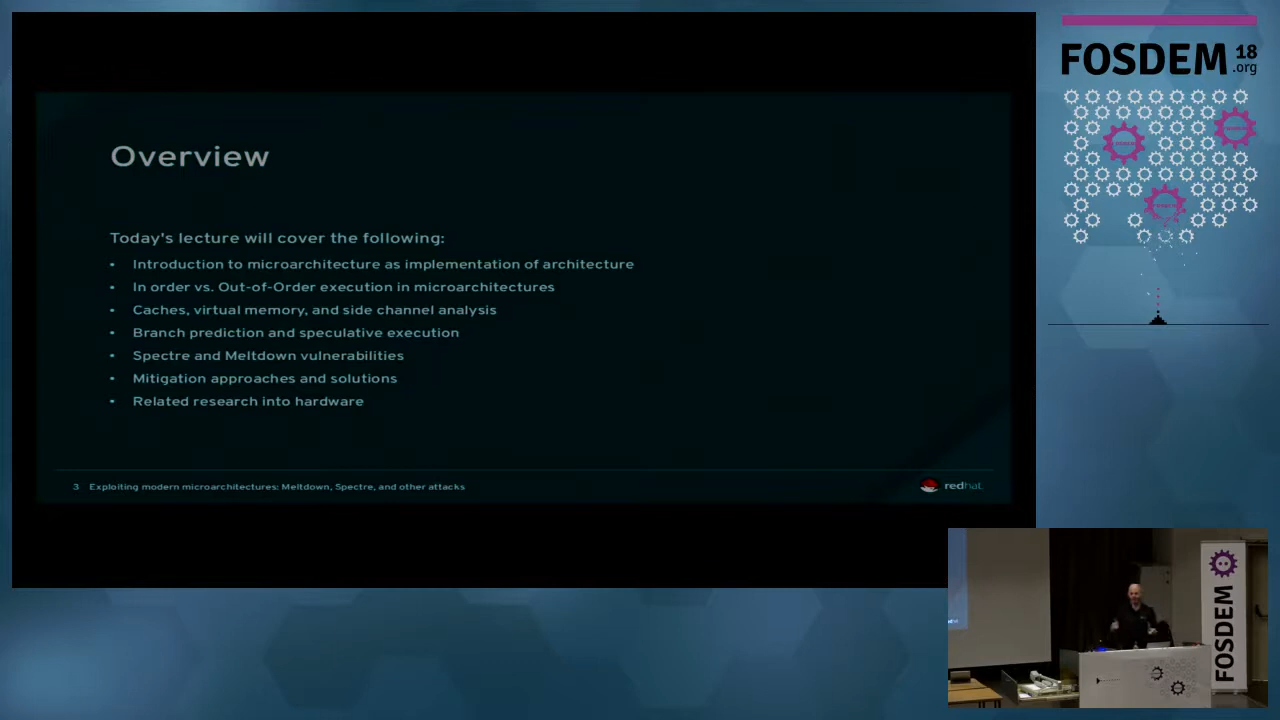 Overview
Today's lecture will cover the following:
• Introduction to microarchitecture as implementation of architecture
• In order vs. Out-of-Order execution in microarchitectures
• Caches, virtual memory, and side channel analysis
• Branch prediction and speculative execution
• Spectre and Meltdown vulnerabilities
• Mitigation approaches and solutions
• Related research into hardware
3 Exploiting modern microarchitectures: Meltdown, Spectre, and other attacks
redhat.
FOSDEM 18
.org
FOSDEM